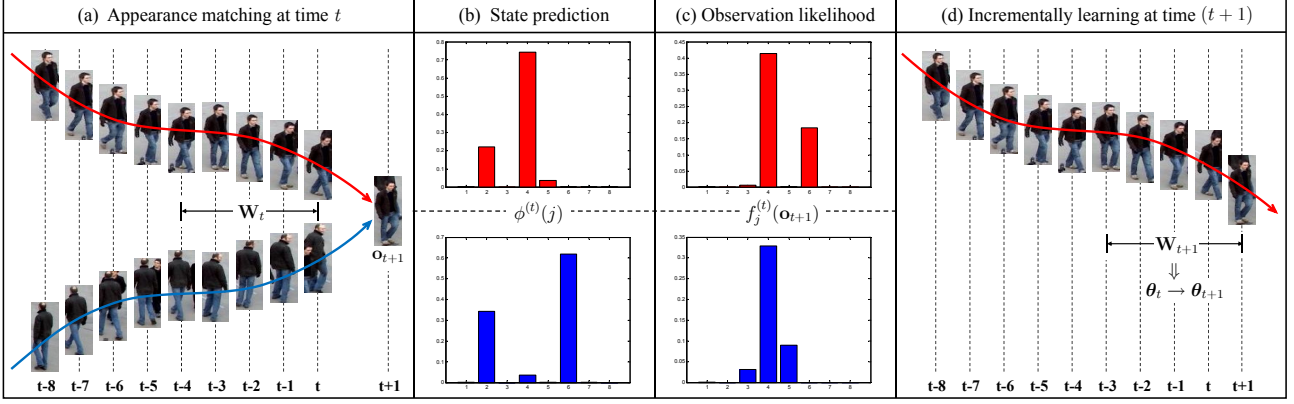 (a) Appearance matching at time t
(b) State prediction
(c) Observation likelihood
(d) Incrementally learning at time (t + 1)
W_t
o_{t+1}
t-8 t-7 t-6 t-5 t-4 t-3 t-2 t-1 t t+1
0.8
0.7
0.6
0.5
0.4
0.3
0.2
0.1
0
1 2 3 4 5 6 7 8
ϕ^{(t)}(j)
0.7
0.6
0.5
0.4
0.3
0.2
0.1
0
1 2 3 4 5 6 7 8
0.45
0.4
0.35
0.3
0.25
0.2
0.15
0.1
0.05
0
1 2 3 4 5 6 7 8
f_j^{(t)}(o_{t+1})
0.35
0.3
0.25
0.2
0.15
0.1
0.05
0
1 2 3 4 5 6 7 8
W_{t+1}
⇓
θ_t → θ_{t+1}
t-8 t-7 t-6 t-5 t-4 t-3 t-2 t-1 t t+1